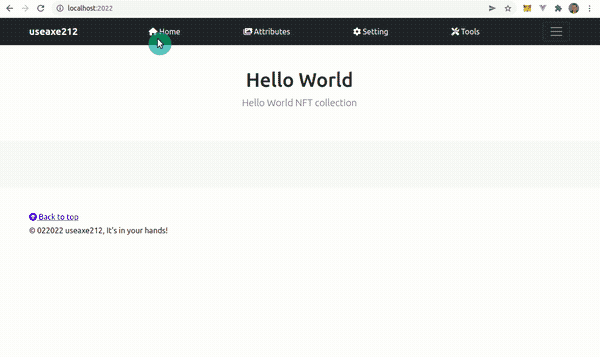 localhost:2022
useaxe212 Home Attributes Setting Tools
Hello World
Hello World NFT collection
Back to top
© 022022 useaxe212, It's in your hands!